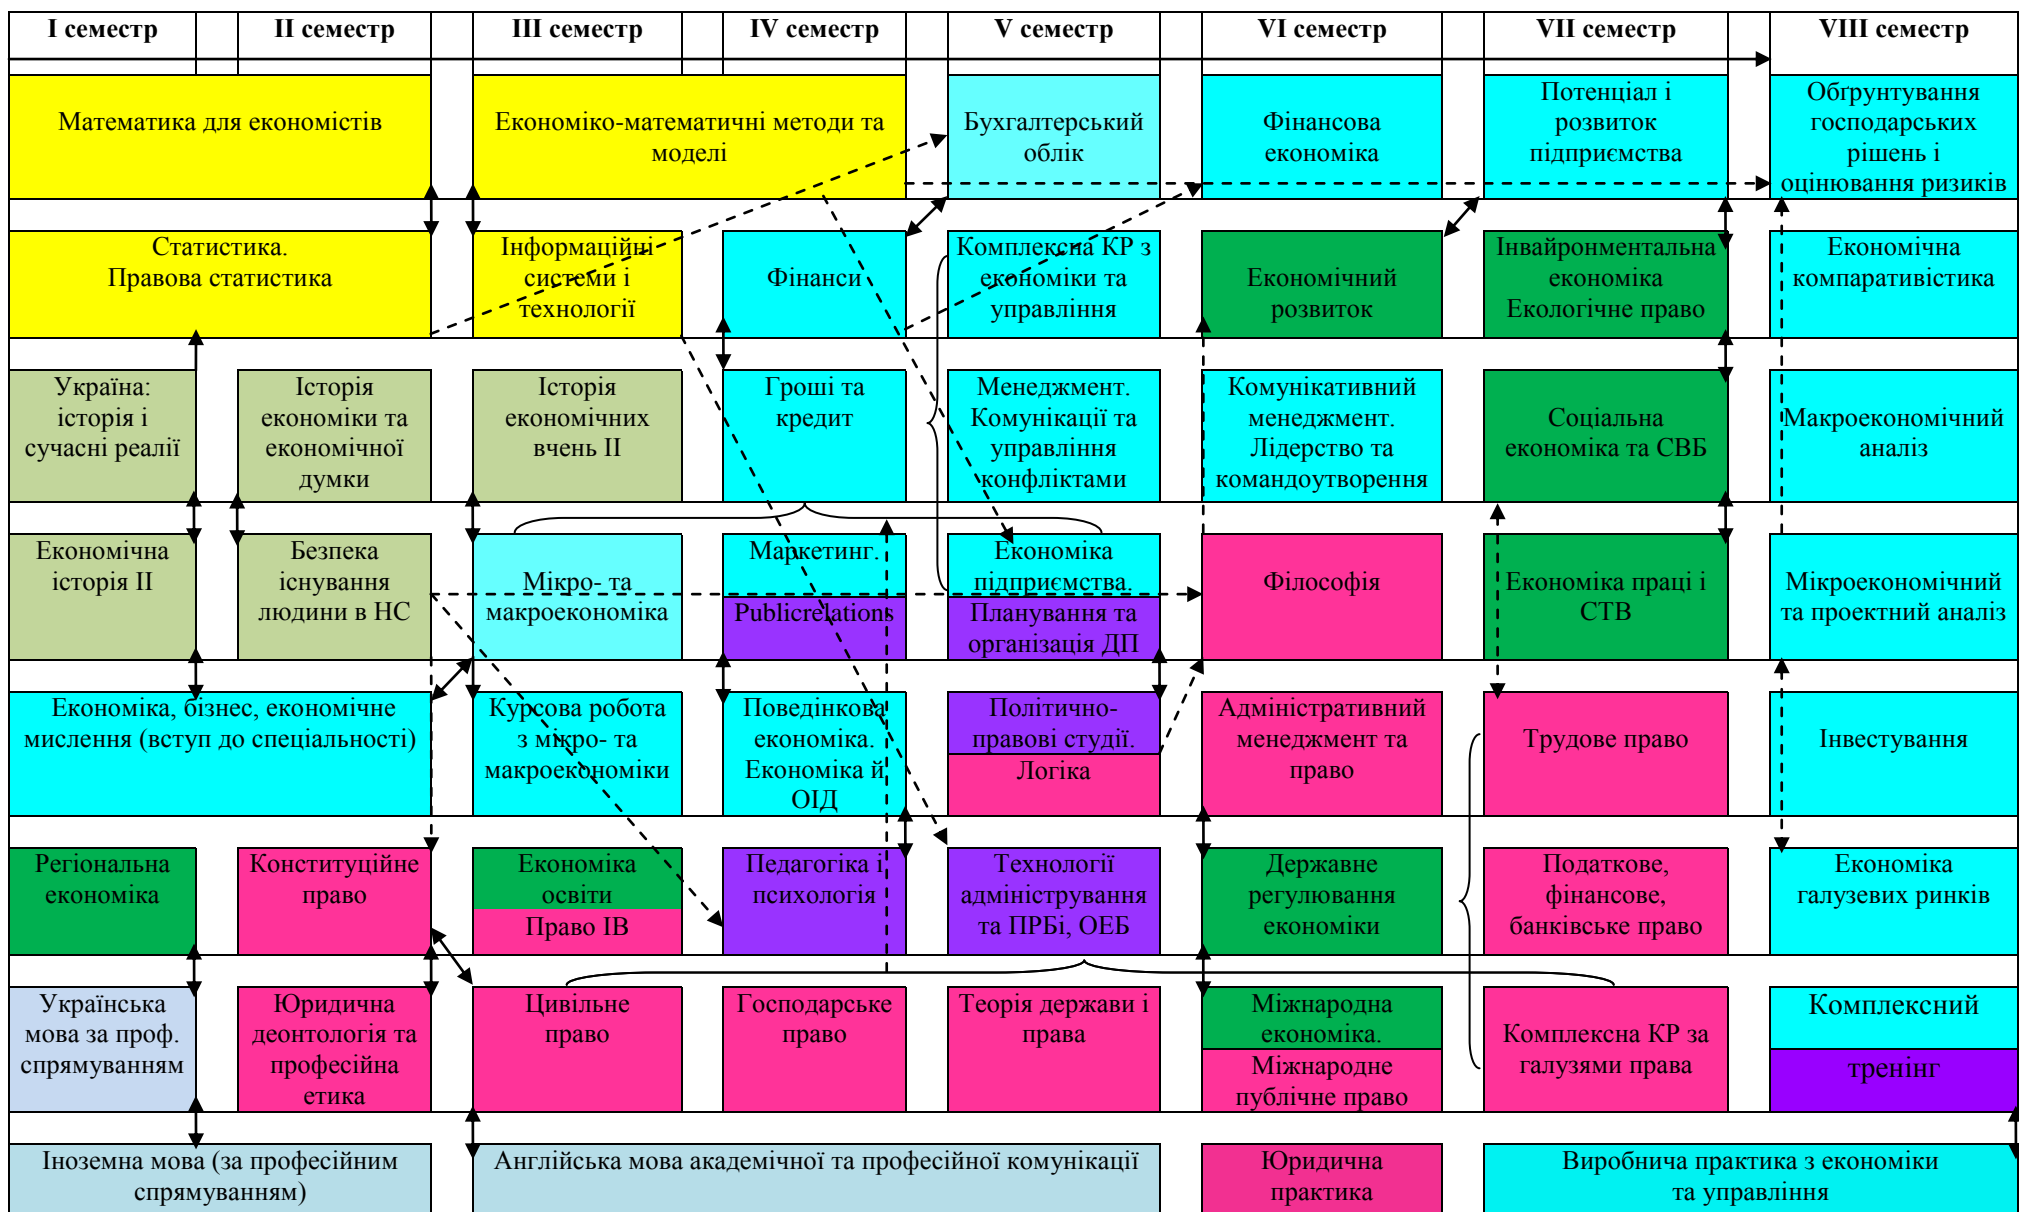 I семестр
II семестр
III семестр
IV семестр
V семестр
VI семестр
VII семестр
VIII семестр
Математика для економістів
Економіко-математичні методи та
моделі
Бухгалтерський
облік
Фінансова
економіка
Потенціал і
розвиток
підприємства
Обґрунтування
господарських
рішень і
оцінювання ризиків
Статистика.
Правова статистика
Інформаційні
системи і
технології
Фінанси
Комплексна КР з
економіки та
управління
Економічний
розвиток
Інвайронментальна
економіка
Екологічне право
Економічна
компаративістика
Україна:
історія і
сучасні реалії
Історія
економіки та
економічної
думки
Історія
економічних
вчень II
Гроші та
кредит
Менеджмент.
Комунікації та
управління
конфліктами
Комунікативний
менеджмент.
Лідерство та
командоутворення
Соціальна
економіка та СВБ
Макроекономічний
аналіз
Економічна
історія II
Безпека
існування
людини в НС
Мікро- та
макроекономіка
Маркетинг.
Publicrelations
Економіка
підприємства.
Планування та
організація ДП
Філософія
Економіка праці і
СТВ
Мікроекономічний
та проектний аналіз
Економіка, бізнес, економічне
мислення (вступ до спеціальності)
Курсова робота
з мікро- та
макроекономіки
Поведінкова
економіка.
Економіка й
ОІД
Політично-
правові студії.
Логіка
Адміністративний
менеджмент та
право
Трудове право
Інвестування
Регіональна
економіка
Конституційне
право
Економіка
освіти
Право ІВ
Педагогіка і
психологія
Технології
адміністрування
та ПРБі, ОЕБ
Державне
регулювання
економіки
Податкове,
фінансове,
банківське право
Економіка
галузевих ринків
Українська
мова за проф.
спрямуванням
Юридична
деонтологія та
професійна
етика
Цивільне
право
Господарське
право
Теорія держави і
права
Міжнародна
економіка.
Міжнародне
публічне право
Комплексна КР за
галузями права
Комплексний
тренінг
Іноземна мова (за професійним
спрямуванням)
Англійська мова академічної та професійної комунікації
Юридична
практика
Виробнича практика з економіки
та управління